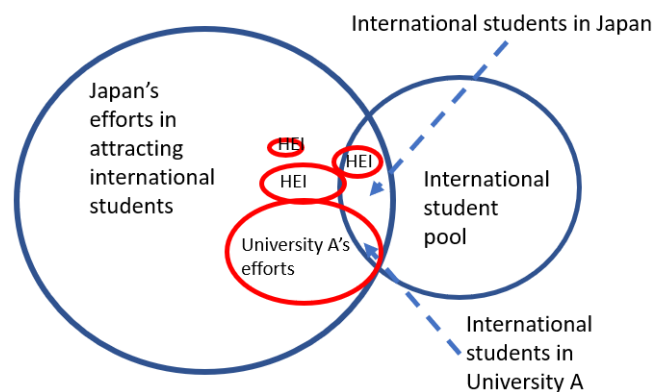 International students in Japan
Japan's
efforts in
attracting
international
students
HEI
HEI
HEI
International
student
pool
University A's
efforts
International
students in
University A